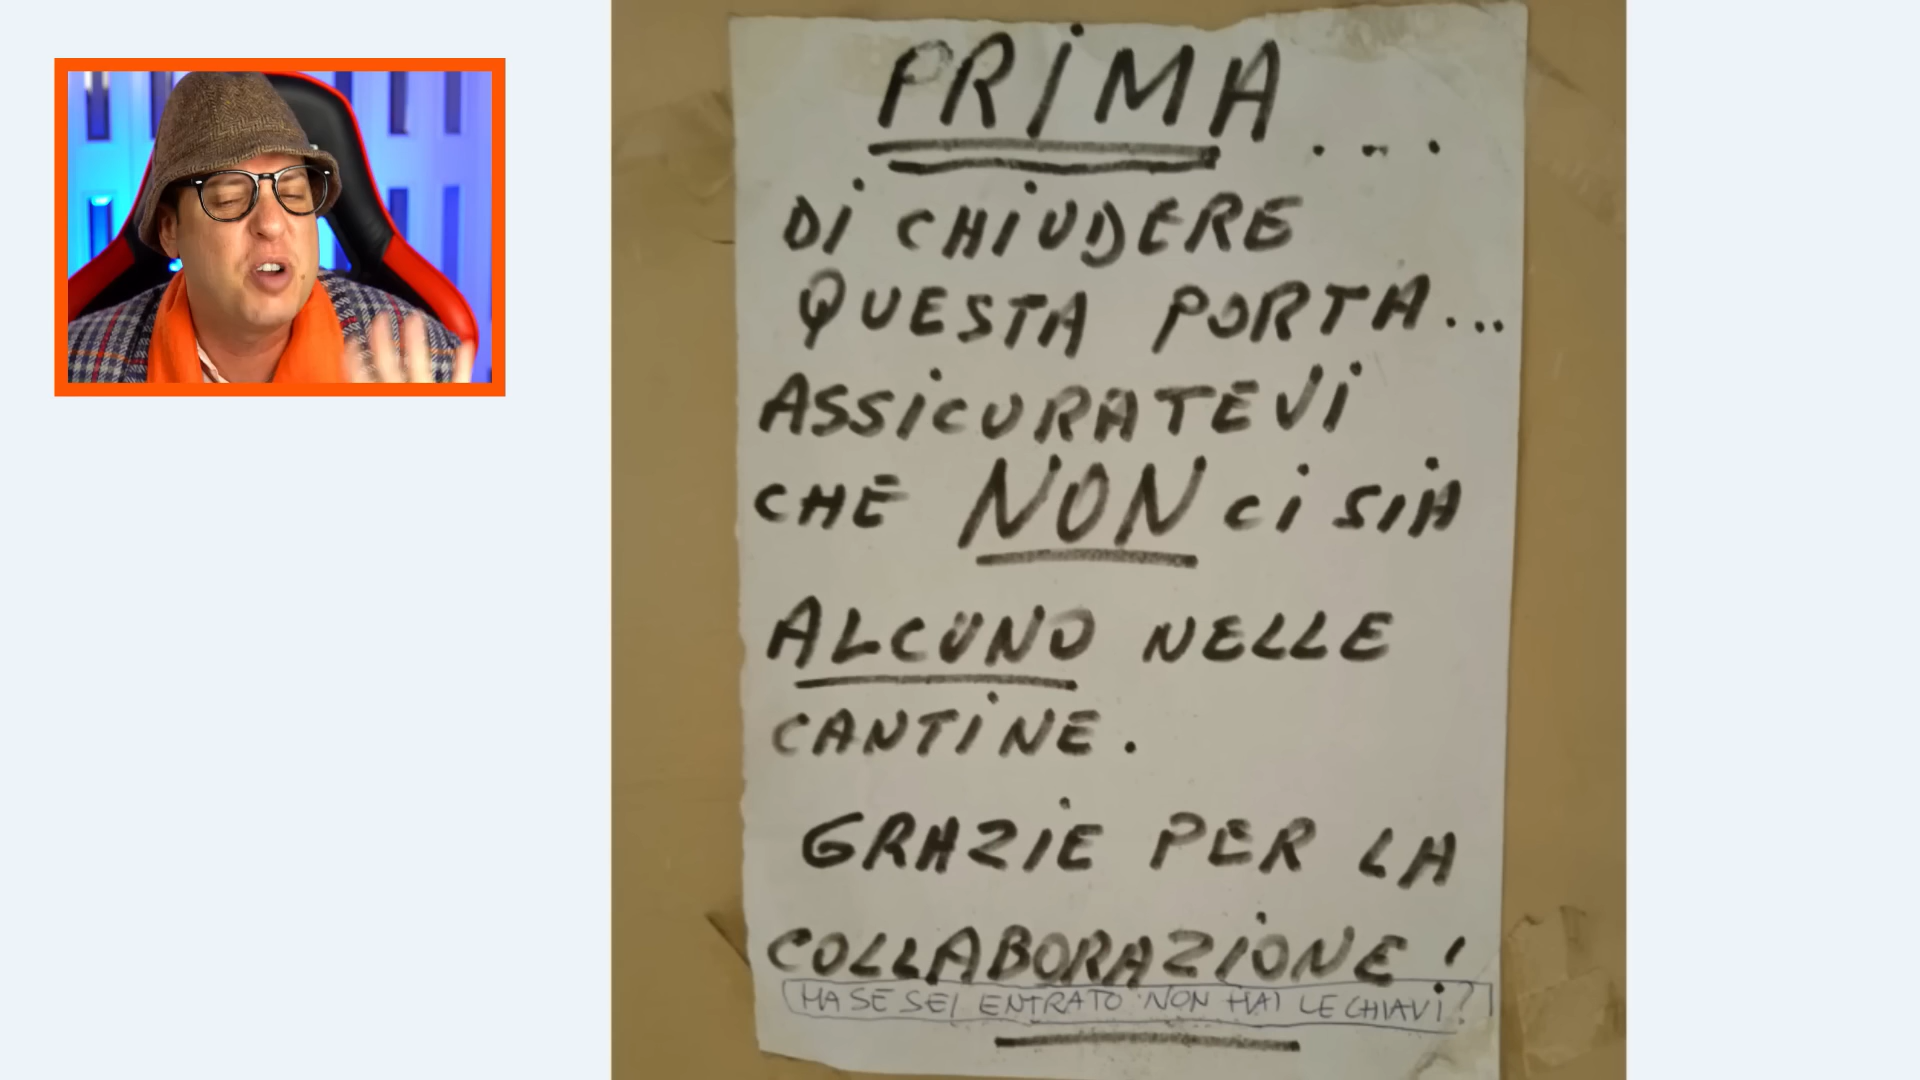 PRIMA...
DI CHIUDERE
QUESTA PORTA...
ASSICURATEVI
CHE NON CI SIA
ALCUNO NELLE
CANTINE.
GRAZIE PER LA
COLLABORAZIONE!
MA SE SEI ENTRATO NON HAI LE CHIAVI?